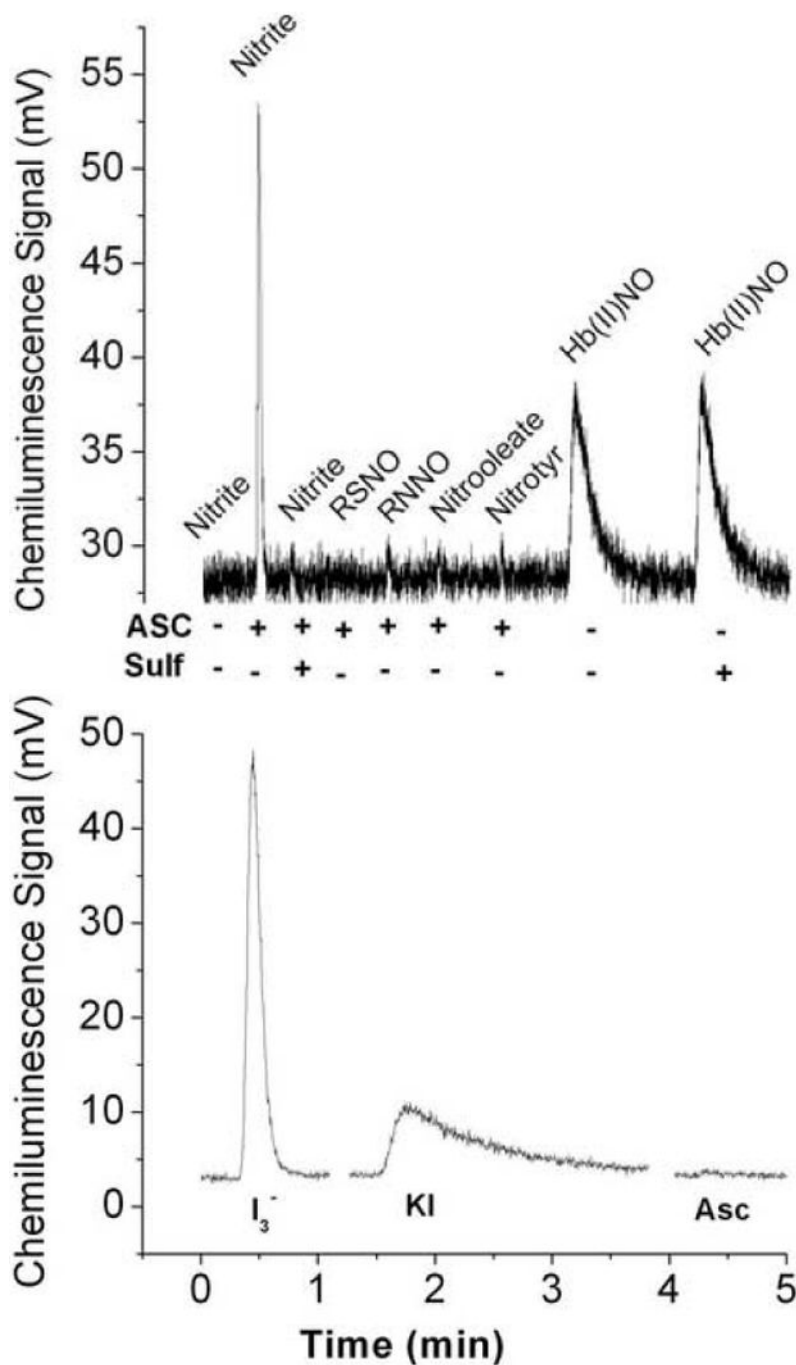 Chemiluminescence Signal (mV)
55
50
45
40
35
30
Nitrite
Nitrite
Nitrite
RSNO
RNNO
Nitrooleate
Nitrotyr
Hb(II)NO
Hb(II)NO
ASC - + + + + + + - -
Sulf - - + - - - - - +
Chemiluminescence Signal (mV)
50
40
30
20
10
0
I₃⁻ KI Asc
0 1 2 3 4 5
Time (min)